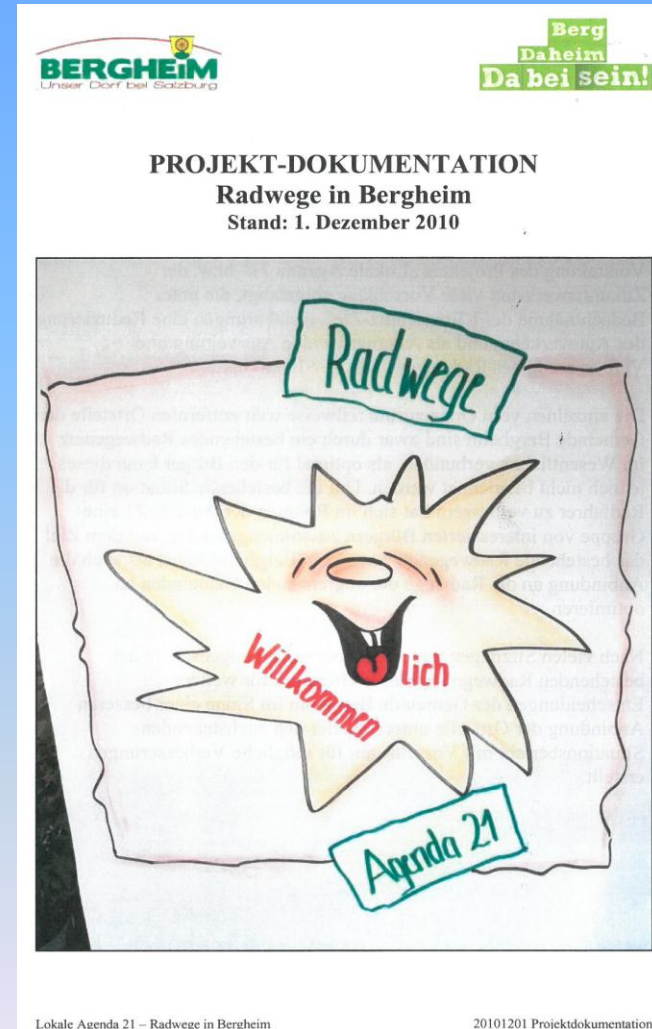 BERGHEiM
Unser Dorf bei Salzburg
Berg
Daheim
Da bei sein!
PROJEKT-DOKUMENTATION
Radwege in Bergheim
Stand: 1. Dezember 2010
Radwege
Willkommen
lich
Agenda 21
Lokale Agenda 21 – Radwege in Bergheim
20101201 Projektdokumentation